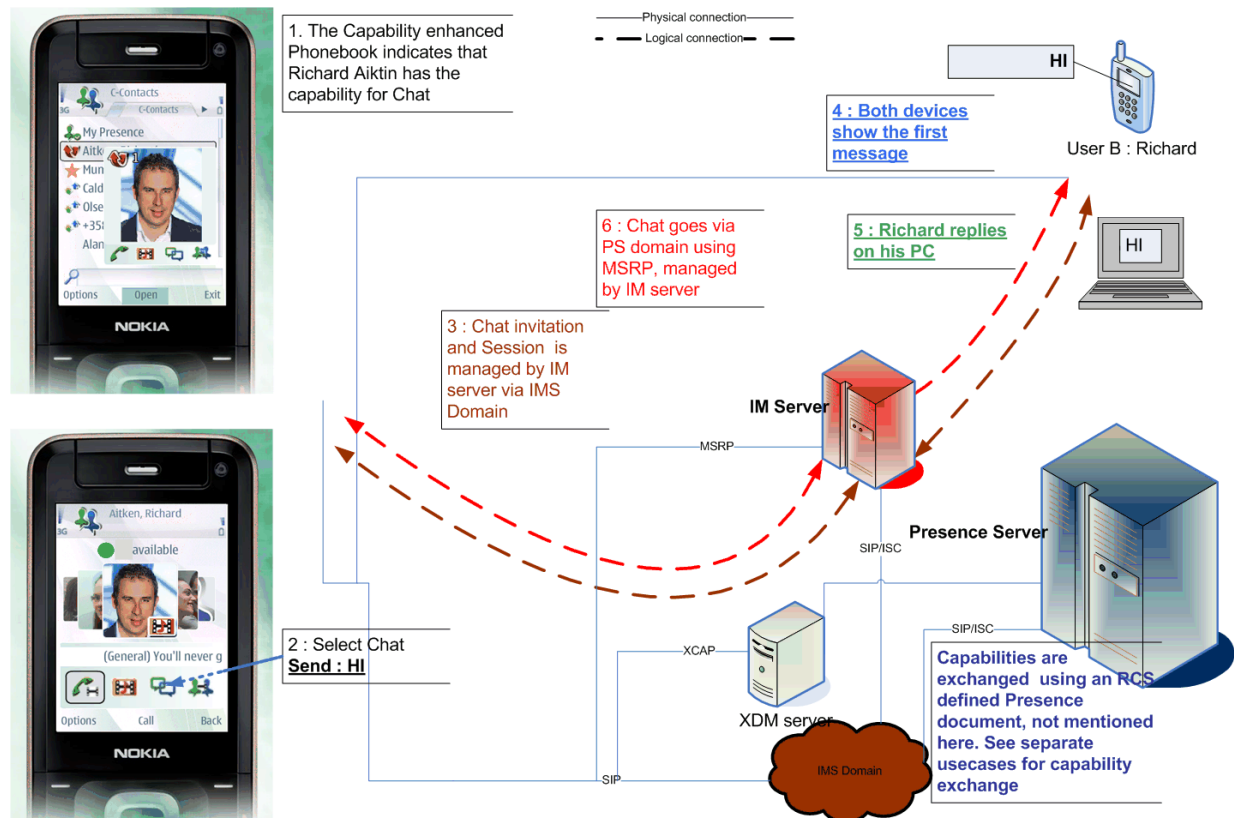 1. The Capability enhanced
Phonebook indicates that
Richard Aiktin has the
capability for Chat
Physical connection
Logical connection
3G
C-Contacts
C-Contacts
My Presence
Aitk
1
Mun
Cald
Olse
+358
Alan
Options
Open
Exit
NOKIA
HI
4 : Both devices
show the first
message
User B : Richard
6 : Chat goes via
PS domain using
MSRP, managed
by IM server
5 : Richard replies
on his PC
HI
3 : Chat invitation
and Session is
managed by IM
server via IMS
Domain
IM Server
MSRP
Presence Server
SIP/ISC
3G
Aitken, Richard
available
(General) You'll never g
Options
Call
Back
NOKIA
2 : Select Chat
Send : HI
XCAP
XDM server
SIP/ISC
SIP
IMS Domain
Capabilities are
exchanged using an RCS
defined Presence
document, not mentioned
here. See separate
usecases for capability
exchange